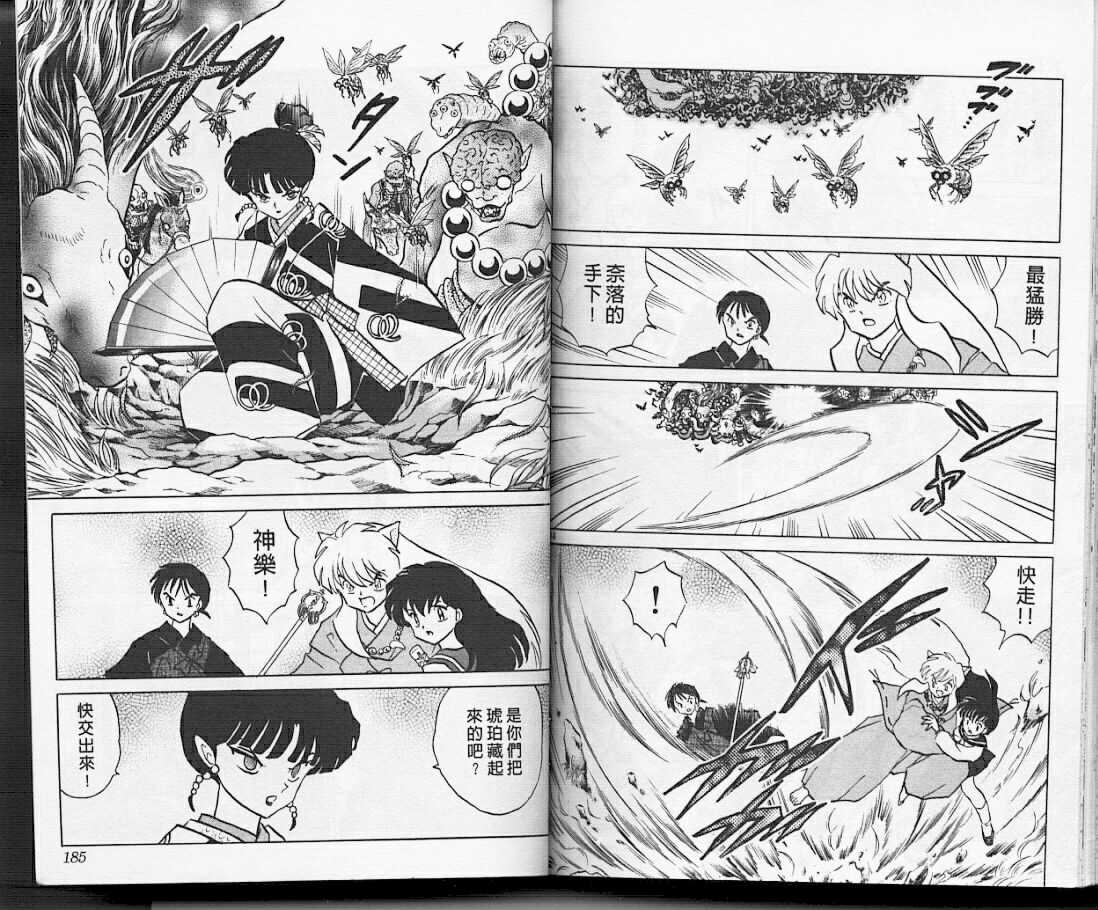 ブブブ…
最猛勝！
奈落的
手下！
快走!!
！
タン
神樂！
是你們把
琥珀藏起
來的吧？
快交出來！
185